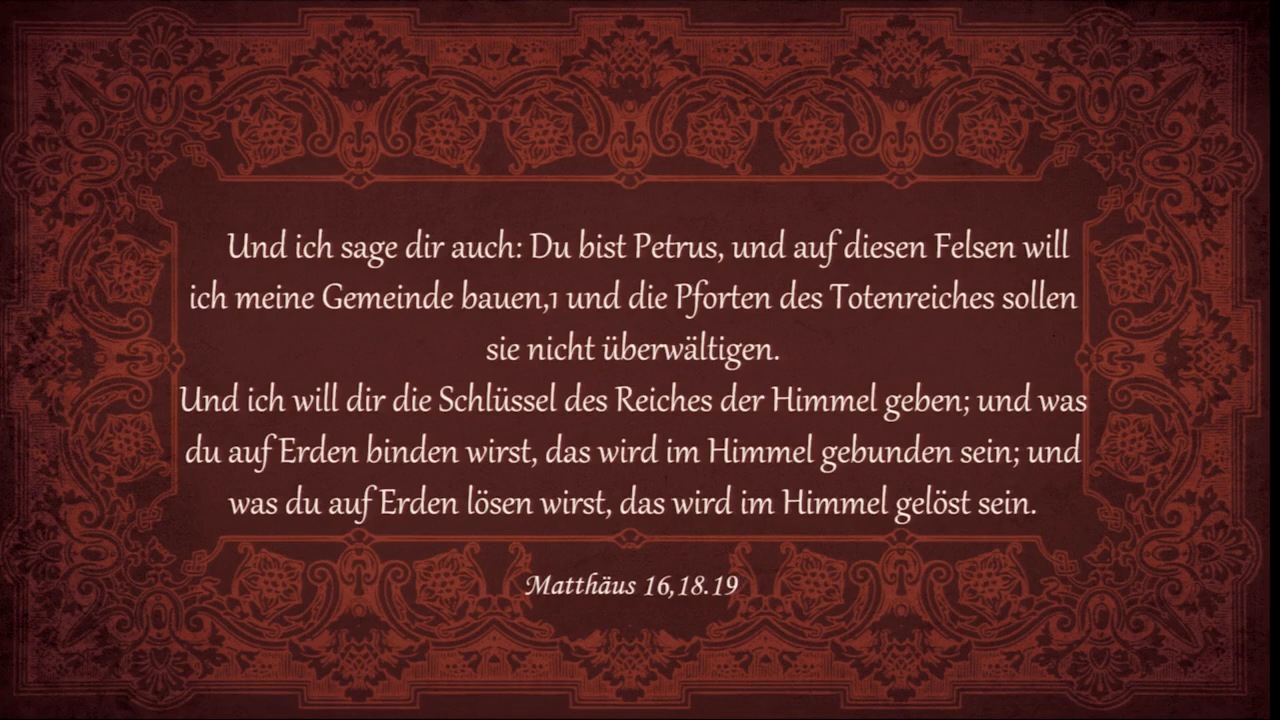 Und ich sage dir auch: Du bist Petrus, und auf diesen Felsen will
ich meine Gemeinde bauen,1 und die Pforten des Totenreiches sollen
sie nicht überwältigen.
Und ich will dir die Schlüssel des Reiches der Himmel geben; und was
du auf Erden binden wirst, das wird im Himmel gebunden sein; und
was du auf Erden lösen wirst, das wird im Himmel gelöst sein.
Matthäus 16,18.19